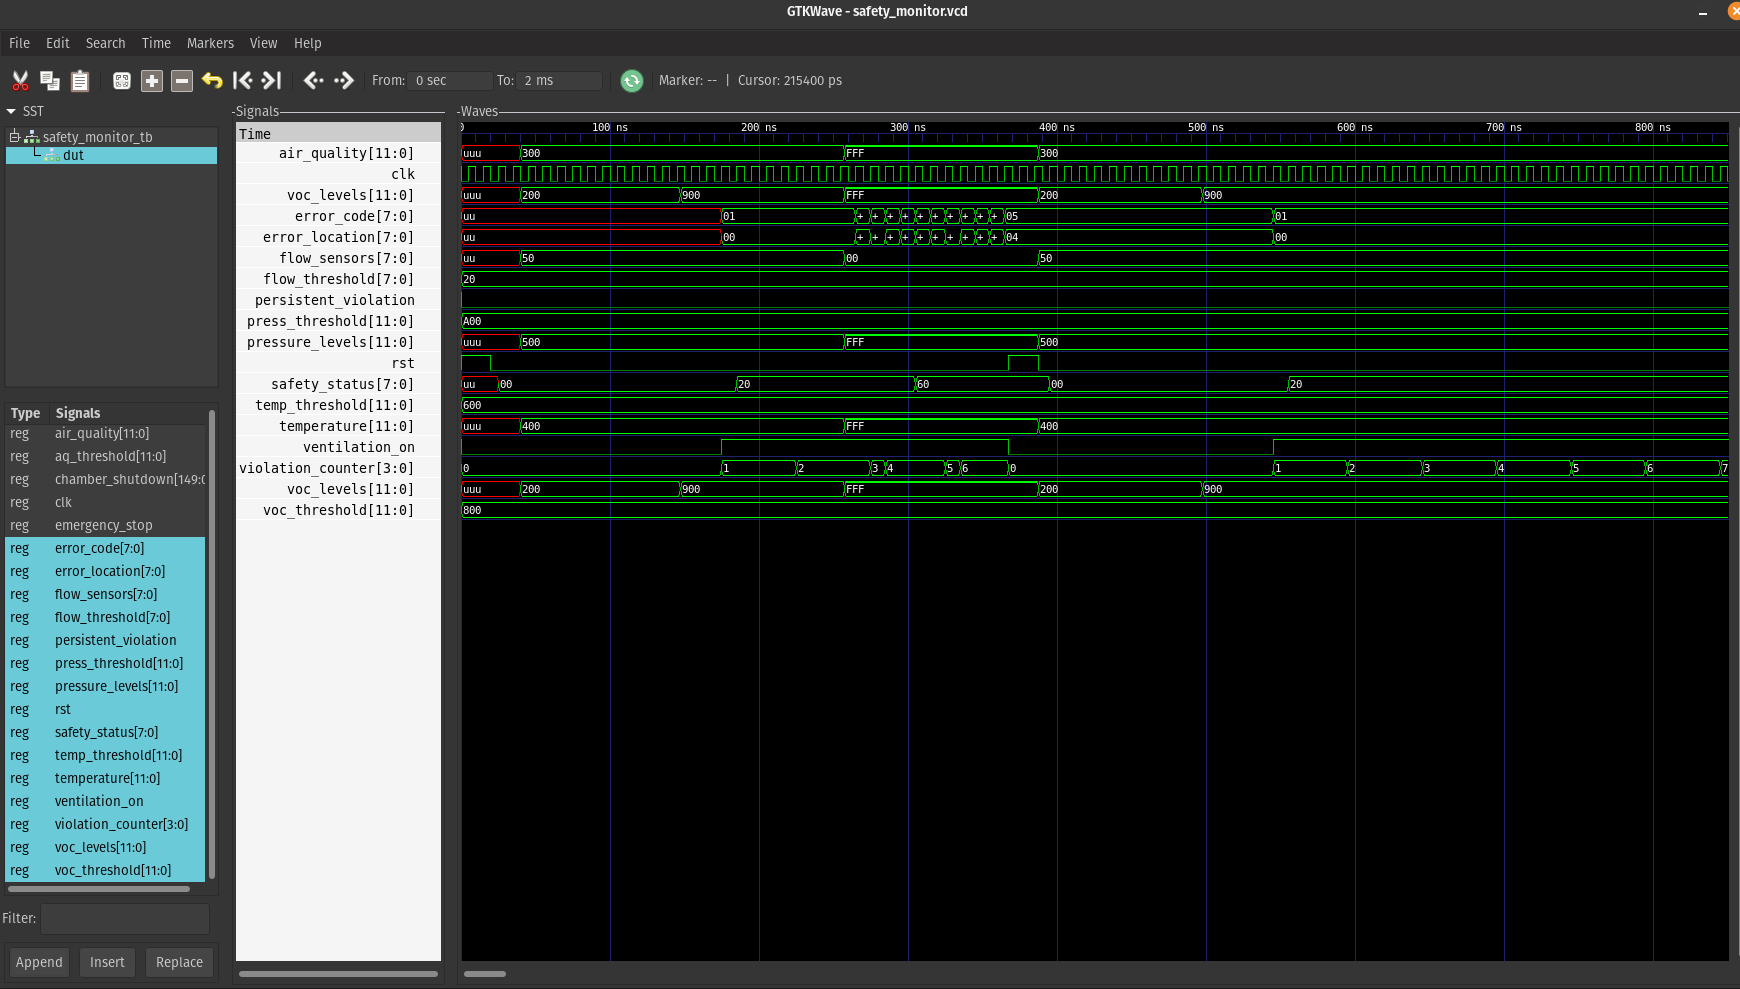 GTKWave - safety_monitor.vcd
File Edit Search Time Markers View Help
From: 0 sec To: 2 ms Marker: -- | Cursor: 215400 ps
SST
safety_monitor_tb
dut
Type Signals
reg air_quality[11:0]
reg aq_threshold[11:0]
reg chamber_shutdown[149:0
reg clk
reg emergency_stop
reg error_code[7:0]
reg error_location[7:0]
reg flow_sensors[7:0]
reg flow_threshold[7:0]
reg persistent_violation
reg press_threshold[11:0]
reg pressure_levels[11:0]
reg rst
reg safety_status[7:0]
reg temp_threshold[11:0]
reg temperature[11:0]
reg ventilation_on
reg violation_counter[3:0]
reg voc_levels[11:0]
reg voc_threshold[11:0]
Filter:
Append Insert Replace
Signals
Time
air_quality[11:0]
clk
voc_levels[11:0]
error_code[7:0]
error_location[7:0]
flow_sensors[7:0]
flow_threshold[7:0]
persistent_violation
press_threshold[11:0]
pressure_levels[11:0]
rst
safety_status[7:0]
temp_threshold[11:0]
temperature[11:0]
ventilation_on
violation_counter[3:0]
voc_levels[11:0]
voc_threshold[11:0]
Waves
0 100 ns 200 ns 300 ns 400 ns 500 ns 600 ns 700 ns 800 ns
uuu 300 FFF 300
uuu 200 900 FFF 200 900
uu 01 + + + + + + + + + + 05 01
uu 00 + + + + + + + + + + 04 00
uu 50 00 50
20
A00
uuu 500 FFF 500
uu 00 20 60 00 20
600
uuu 400 FFF 400
0 1 2 3 4 5 6 0 1 2 3 4 5 6 7
uuu 200 900 FFF 200 900
800